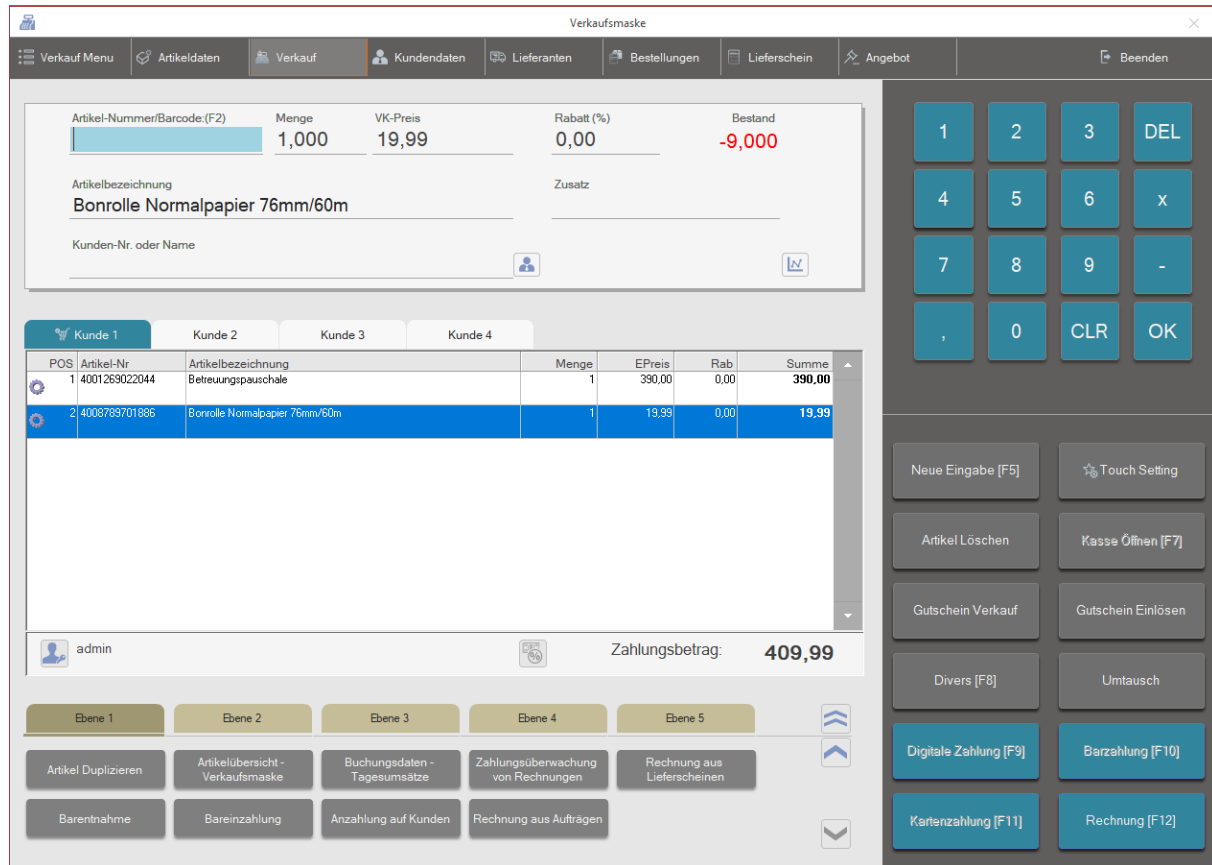 Verkaufsmaske
Verkauf Menu Artikeldaten Verkauf Kundendaten Lieferanten Bestellungen Lieferschein Angebot Beenden
Artikel-Nummer/Barcode:(F2) Menge VK-Preis Rabatt (%) Bestand
1,000 19,99 0,00 -9,000
Artikelbezeichnung Zusatz
Bonrolle Normalpapier 76mm/60m
Kunden-Nr. oder Name
Kunde 1 Kunde 2 Kunde 3 Kunde 4
POS Artikel-Nr Artikelbezeichnung Menge EPreis Rab Summe
1 4001269022044 Betreuungspauschale 1 390,00 0,00 390,00
2 4008789701886 Bonrolle Normalpapier 76mm/60m 1 19,99 0,00 19,99
admin Zahlungsbetrag: 409,99
Ebene 1 Ebene 2 Ebene 3 Ebene 4 Ebene 5
Artikel Duplizieren Artikelübersicht - Verkaufsmaske Buchungsdaten - Tagesumsätze Zahlungsüberwachung von Rechnungen Rechnung aus Lieferscheinen
Barentnahme Bareinzahlung Anzahlung auf Kunden Rechnung aus Aufträgen
1 2 3 DEL
4 5 6 x
7 8 9 -
, 0 CLR OK
Neue Eingabe [F5] Touch Setting
Artikel Löschen Kasse Öffnen [F7]
Gutschein Verkauf Gutschein Einlösen
Divers [F8] Umtausch
Digitale Zahlung [F9] Barzahlung [F10]
Kartenzahlung [F11] Rechnung [F12]